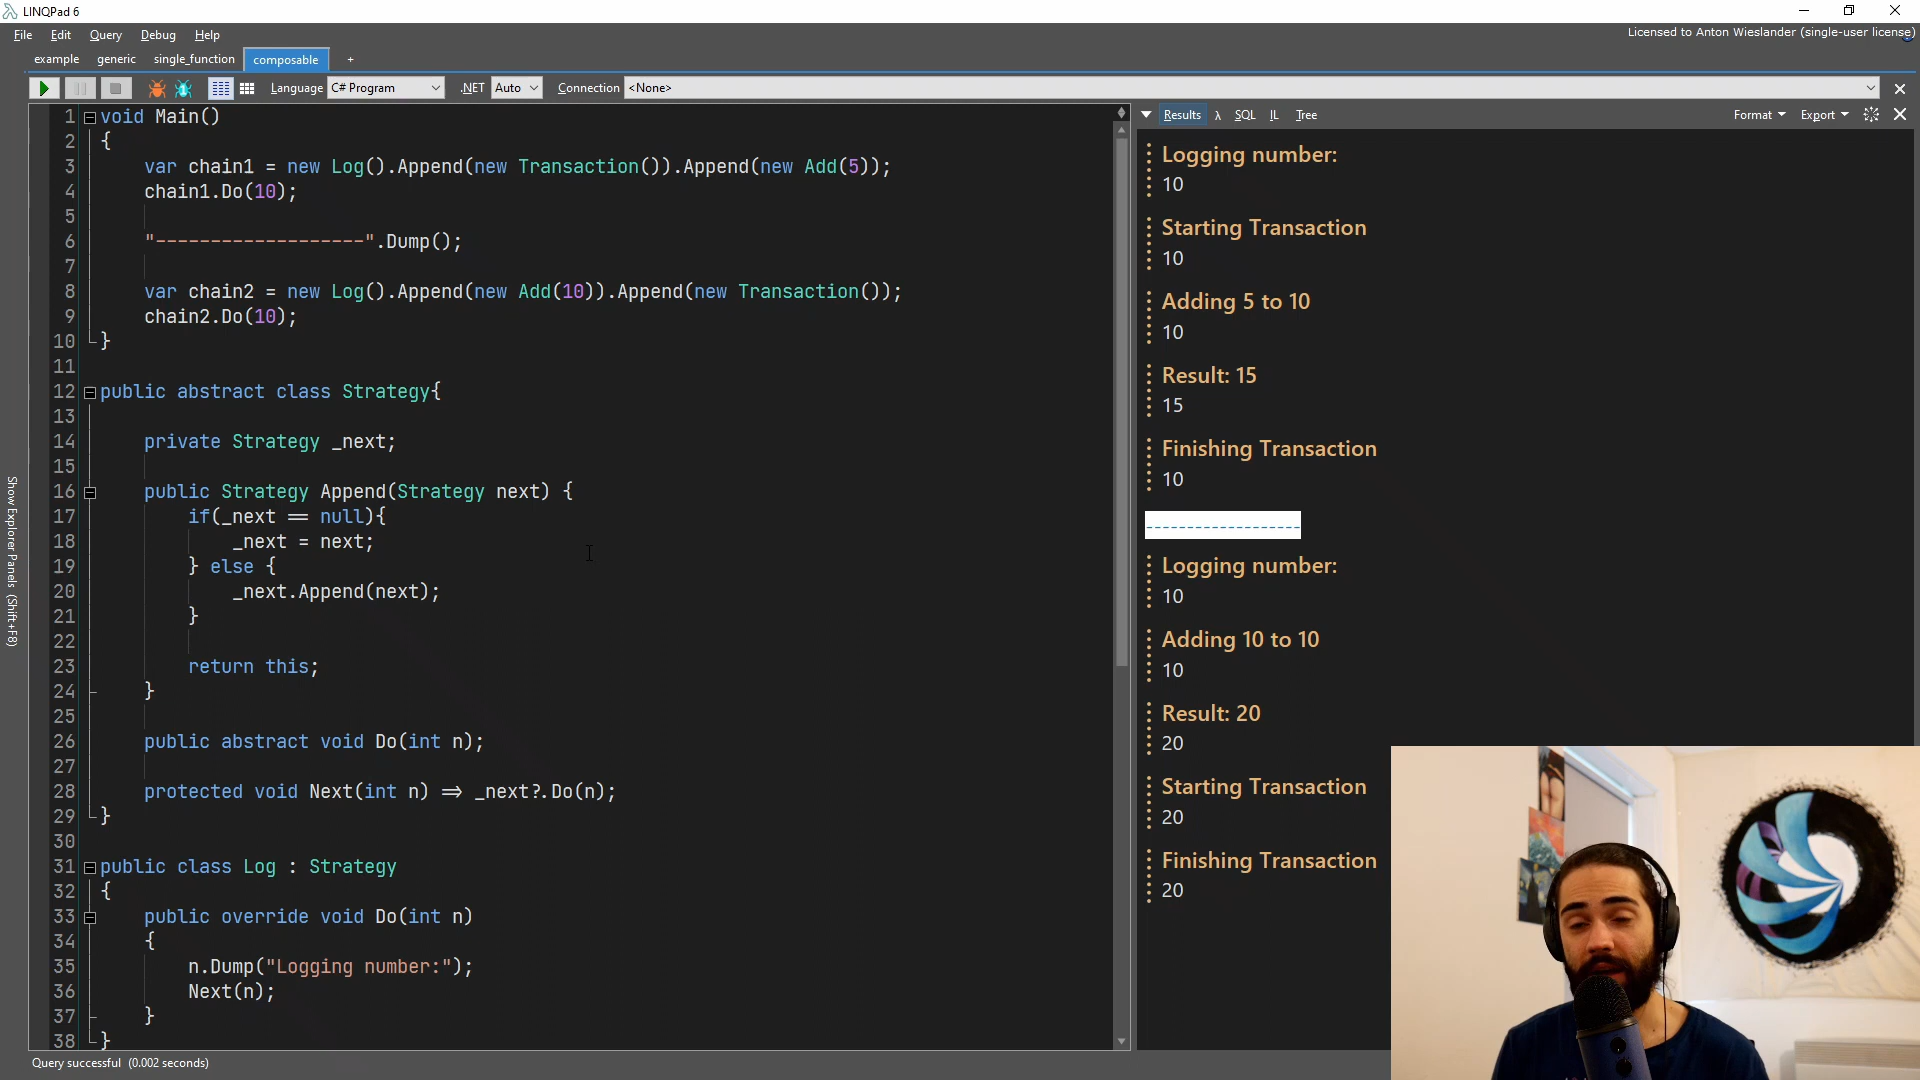 LINQPad 6
File Edit Query Debug Help
Licensed to Anton Wieslander (single-user license)
example generic single_function composable +
Language C# Program .NET Auto Connection <None>
Results λ SQL IL Tree Format Export
Show Explorer Panels (Shift+F8)
1 void Main()
2 {
3 var chain1 = new Log().Append(new Transaction()).Append(new Add(5));
4 chain1.Do(10);
5
6 "-------------------".Dump();
7
8 var chain2 = new Log().Append(new Add(10)).Append(new Transaction());
9 chain2.Do(10);
10 }
11
12 public abstract class Strategy{
13
14 private Strategy _next;
15
16 public Strategy Append(Strategy next) {
17 if(_next == null){
18 _next = next;
19 } else {
20 _next.Append(next);
21 }
22
23 return this;
24 }
25
26 public abstract void Do(int n);
27
28 protected void Next(int n) => _next?.Do(n);
29 }
30
31 public class Log : Strategy
32 {
33 public override void Do(int n)
34 {
35 n.Dump("Logging number:");
36 Next(n);
37 }
38 }
Logging number:
10
Starting Transaction
10
Adding 5 to 10
10
Result: 15
15
Finishing Transaction
10
-------------------
Logging number:
10
Adding 10 to 10
10
Result: 20
20
Starting Transaction
20
Finishing Transaction
20
Query successful (0.002 seconds)